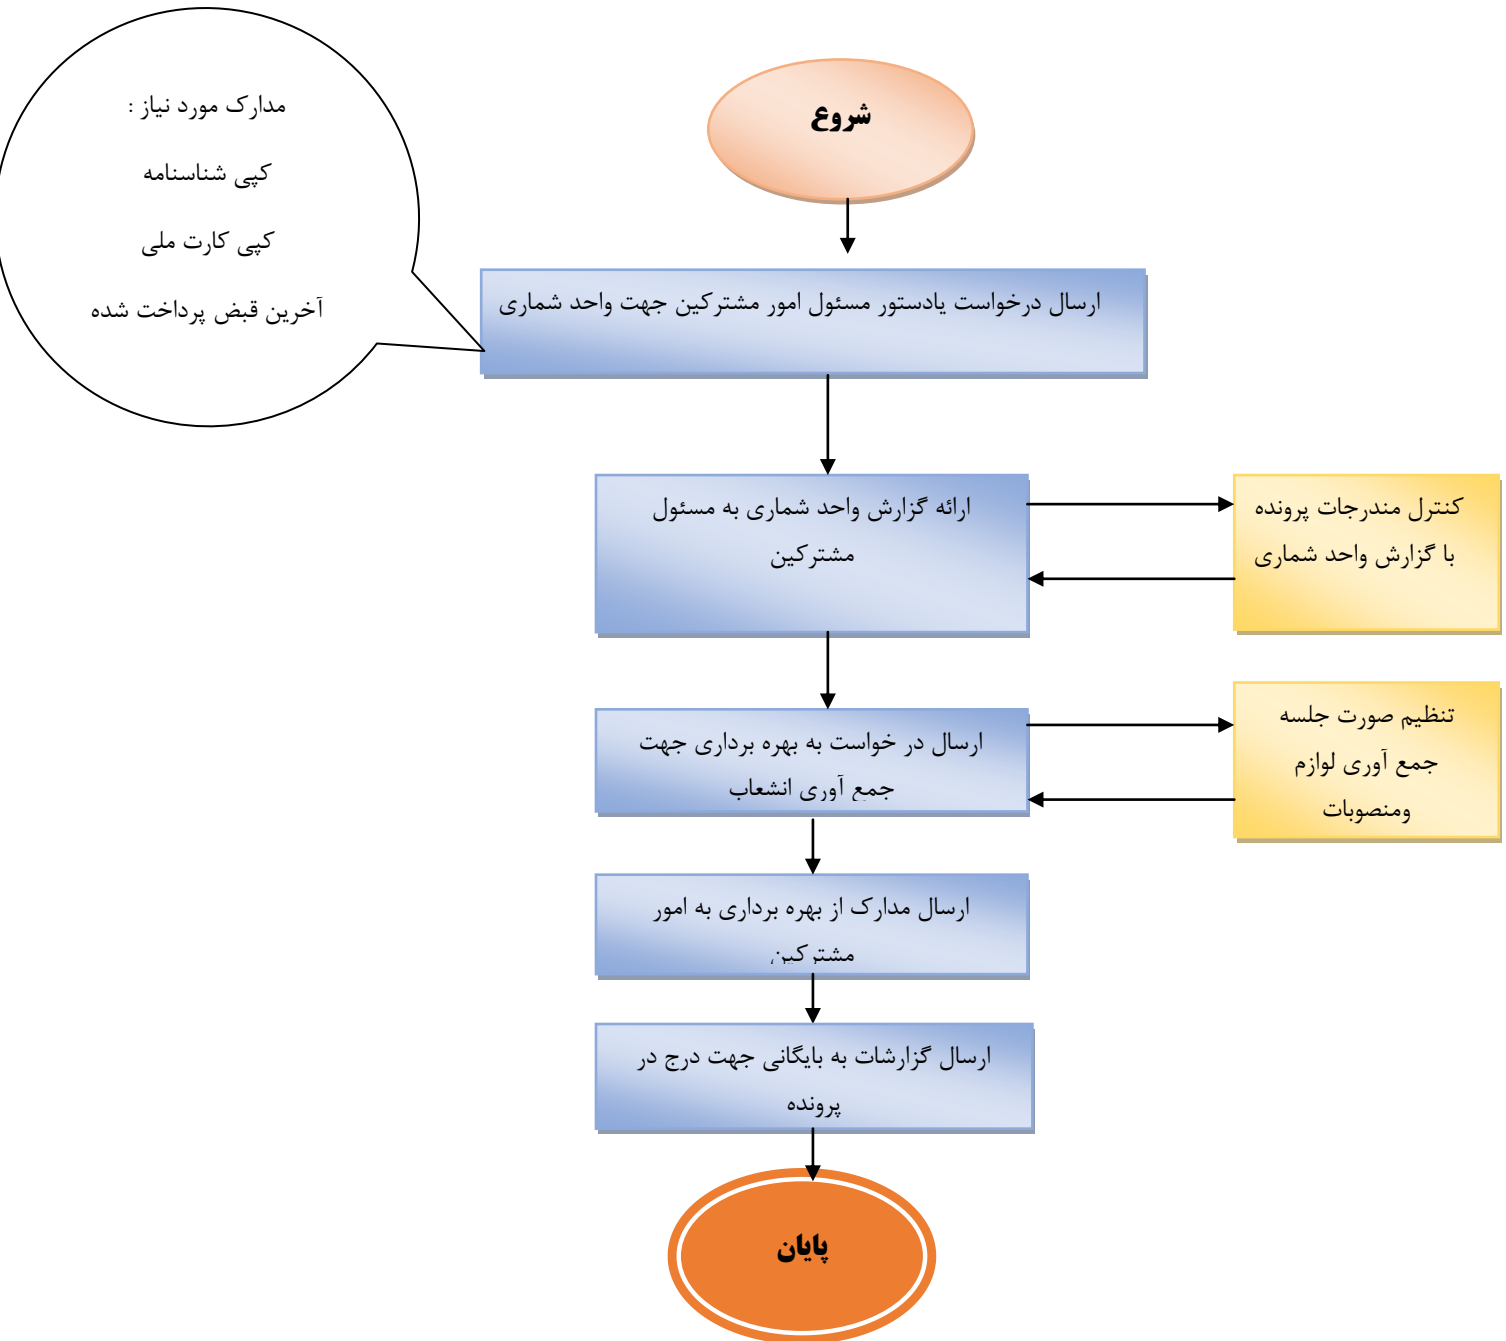 شروع
مدارک مورد نیاز :
کپی شناسنامه
کپی کارت ملی
آخرین قبض پرداخت شده
ارسال درخواست یادستور مسئول امور مشترکین جهت واحد شماری
ارائه گزارش واحد شماری به مسئول
مشترکین
کنترل مندرجات پرونده
با گزارش واحد شماری
ارسال در خواست به بهره برداری جهت
جمع آوری انشعاب
تنظیم صورت جلسه
جمع آوری لوازم
ومنصوبات
ارسال مدارک از بهره برداری به امور
مشترکین
ارسال گزارشات به بایگانی جهت درج در
پرونده
پایان